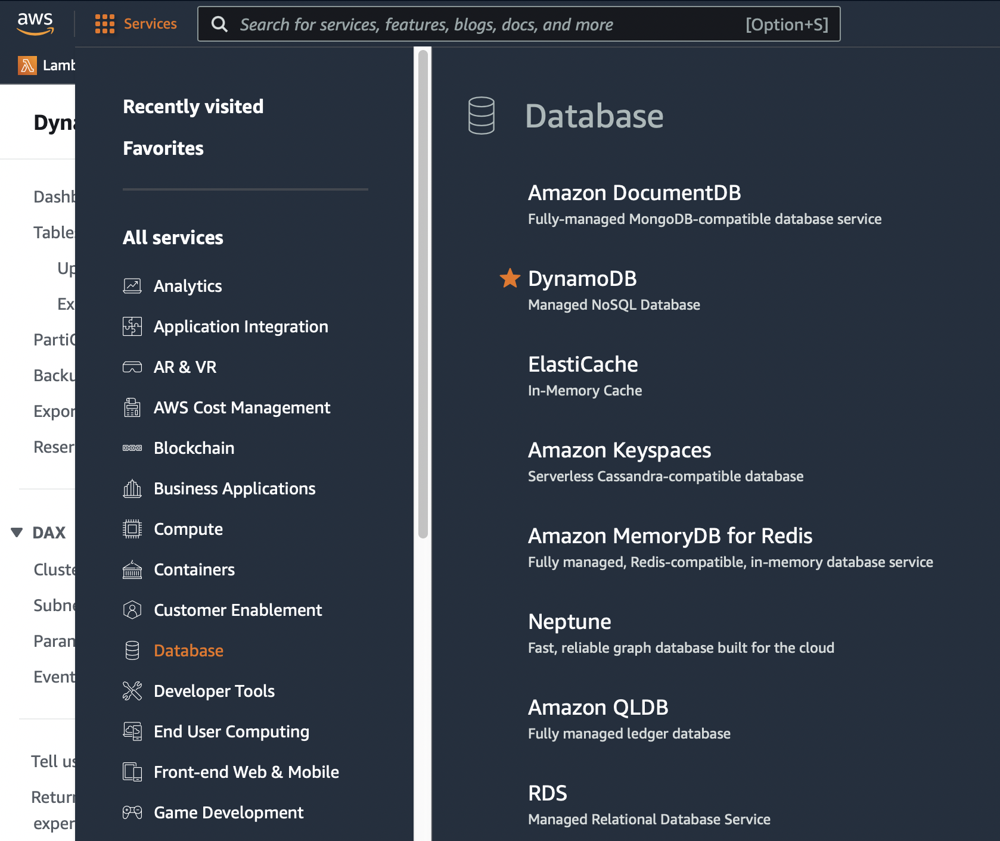 aws
Services
Search for services, features, blogs, docs, and more
[Option+S]
Lamb
Dyna
Dashb
Table
Up
Ex
Parti
Backu
Expor
Reser
DAX
Cluste
Subne
Param
Event
Tell us
Return
exper
Recently visited
Favorites
All services
Analytics
Application Integration
AR & VR
AWS Cost Management
Blockchain
Business Applications
Compute
Containers
Customer Enablement
Database
Developer Tools
End User Computing
Front-end Web & Mobile
Game Development
Database
Amazon DocumentDB
Fully-managed MongoDB-compatible database service
DynamoDB
Managed NoSQL Database
ElastiCache
In-Memory Cache
Amazon Keyspaces
Serverless Cassandra-compatible database
Amazon MemoryDB for Redis
Fully managed, Redis-compatible, in-memory database service
Neptune
Fast, reliable graph database built for the cloud
Amazon QLDB
Fully managed ledger database
RDS
Managed Relational Database Service